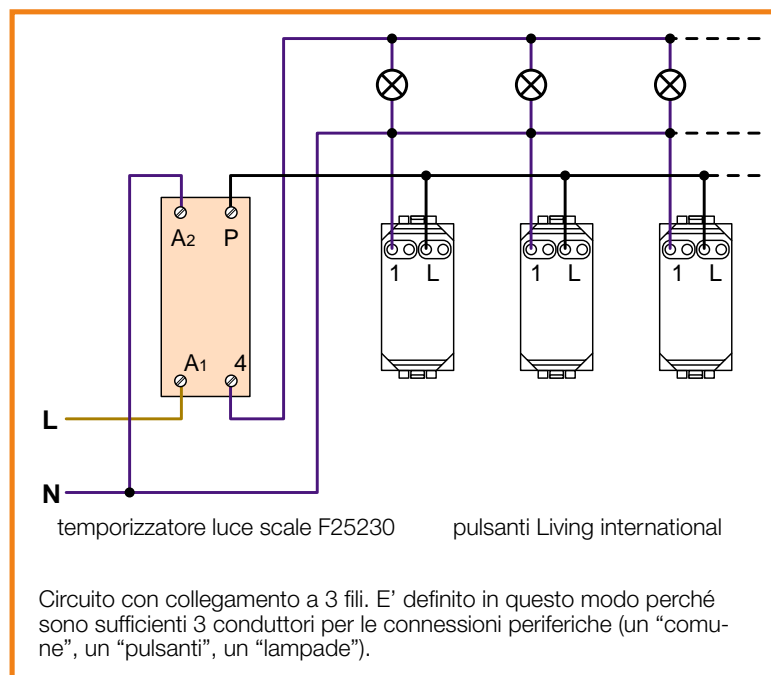 A2 P
1 L 1 L 1 L
A1 4
L
N
temporizzatore luce scale F25230 pulsanti Living international
Circuito con collegamento a 3 fili. E’ definito in questo modo perché
sono sufficienti 3 conduttori per le connessioni periferiche (un “comu-
ne”, un “pulsanti”, un “lampade”).